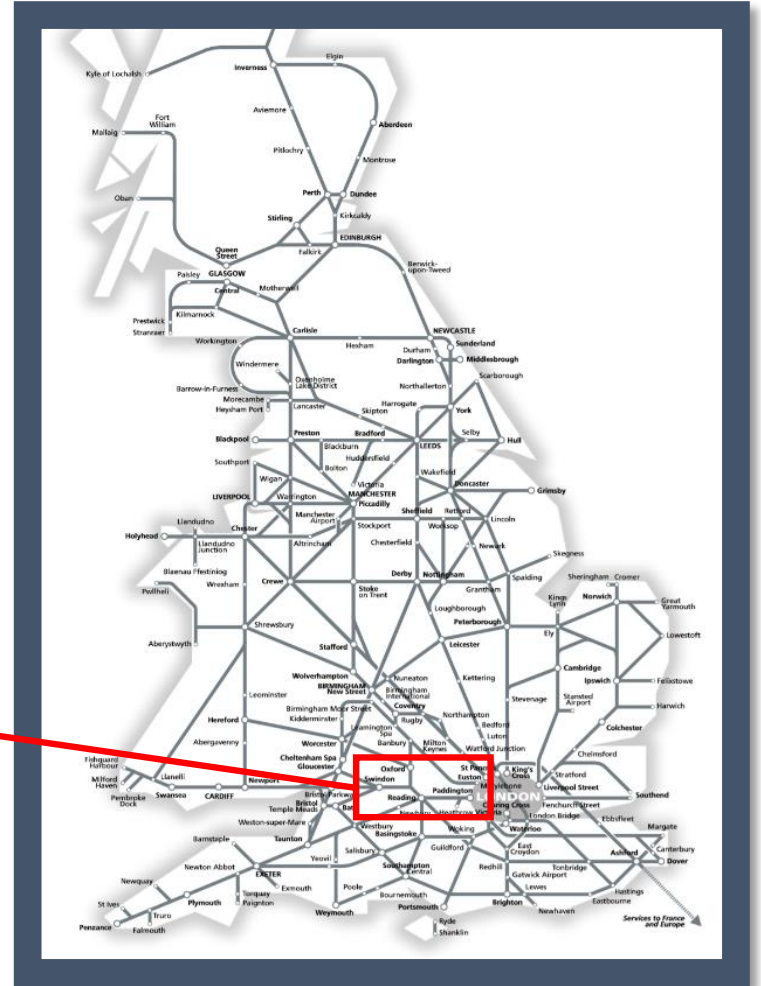 Elgin
Kyle of Lochalsh
Inverness
Aviemore
Fort
William
Aberdeen
Mallaig
Pitlochry
Montrose
Perth
Dundee
Oban
Stirling
Kirkcaldy
EDINBURGH
Queen
Street
Falkirk
Berwick-
upon-Tweed
Paisley
GLASGOW
Central
Motherwell
Prestwick
Kilmarnock
Stranraer
Carlisle
NEWCASTLE
Workington
Hexham
Sunderland
Durham
Darlington
Middlesbrough
Windermere
Oxenholme
Lake District
Scarborough
Barrow-in-Furness
Northallerton
Morecambe
Heysham Port
Lancaster
Harrogate
Skipton
York
Blackpool
Preston
Bradford
Selby
Hull
Blackburn
LEEDS
Southport
Huddersfield
Bolton
Wakefield
Wigan
Victoria
Doncaster
LIVERPOOL
Warrington
MANCHESTER
Piccadilly
Grimsby
Manchester
Airport
Sheffield
Retford
Llandudno
Stockport
Worksop
Lincoln
Holyhead
Chester
Llandudno
Junction
Altrincham
Chesterfield
Newark
Skegness
Blaenau Ffestiniog
Crewe
Derby
Nottingham
Spalding
Sheringham
Cromer
Pwllheli
Wrexham
Stoke
on Trent
Grantham
Kings
Lynn
Norwich
Great
Yarmouth
Loughborough
Shrewsbury
Peterborough
Aberystwyth
Stafford
Leicester
Ely
Lowestoft
Wolverhampton
Nuneaton
Kettering
Cambridge
BIRMINGHAM
New Street
Birmingham
International
Ipswich
Felixstowe
Leominster
Coventry
Stevenage
Stansted
Airport
Birmingham Moor Street
Harwich
Hereford
Kidderminster
Rugby
Northampton
Leamington
Spa
Bedford
Colchester
Worcester
Banbury
Milton
Keynes
Luton
Abergavenny
Watford Junction
Chelmsford
Cheltenham Spa
Fishguard
Harbour
Gloucester
Oxford
St Pancras
King's
Cross
Swindon
Euston
Stratford
Milford
Haven
Llanelli
Newport
Bristol Parkway
Paddington
Marylebone
Liverpool Street
Pembroke
Dock
Swansea
CARDIFF
Bristol
Temple Meads
Reading
LONDON
Southend
Charing Cross
Fenchurch Street
Heathrow
Victoria
London Bridge
Weston-super-Mare
Westbury
Waterloo
Ebbsfleet
Basingstoke
Woking
Margate
Barnstaple
Taunton
East
Croydon
Salisbury
Guildford
Canterbury
Yeovil
Ashford
Newton Abbot
Southampton
Central
Redhill
Tonbridge
Dover
EXETER
Gatwick Airport
Newquay
Exmouth
Poole
Lewes
Torquay
Paignton
Bournemouth
Hastings
St Ives
Plymouth
Weymouth
Portsmouth
Brighton
Eastbourne
Newhaven
Truro
Penzance
Falmouth
Ryde
Shanklin
Services to France
and Europe